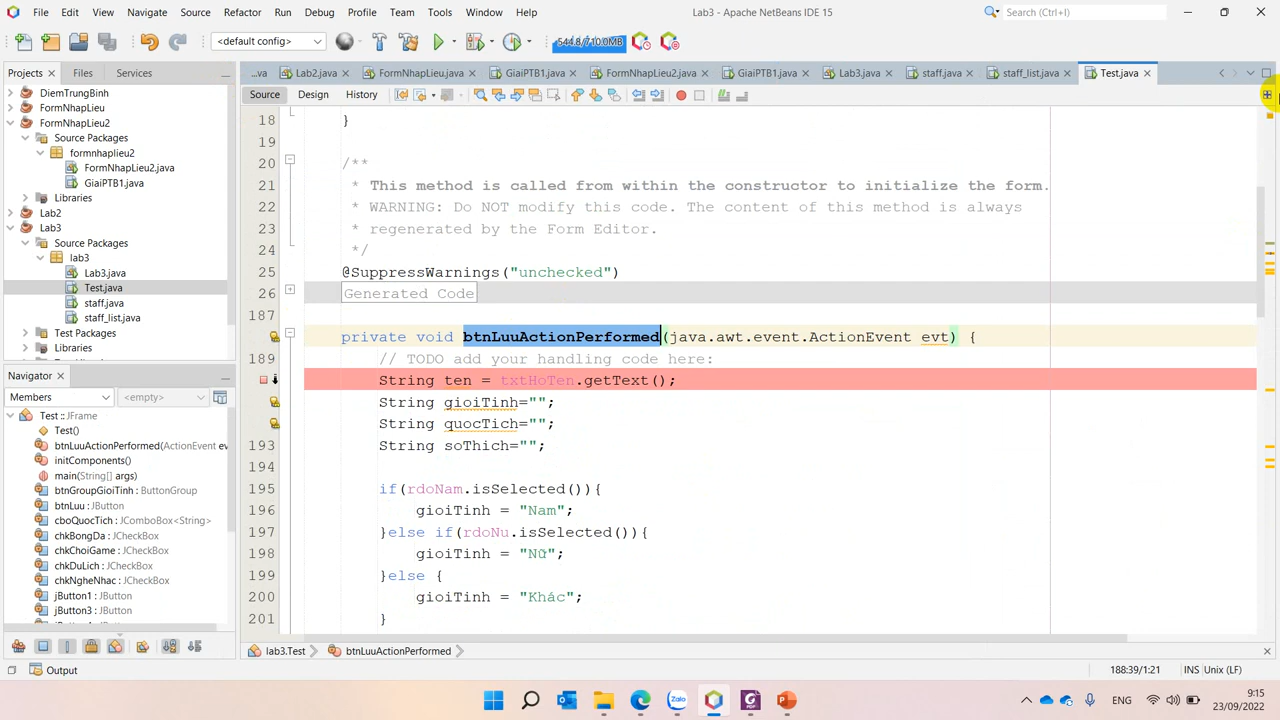 File Edit View Navigate Source Refactor Run Debug Profile Team Tools Window Help
Lab3 - Apache NetBeans IDE 15
Search (Ctrl+I)
<default config>
544.8/710.0MB
Projects Files Services
...va Lab2.java FormNhapLieu.java GiaiPTB1.java FormNhapLieu2.java GiaiPTB1.java Lab3.java staff.java staff_list.java Test.java
Source Design History
DiemTrungBinh
FormNhapLieu
FormNhapLieu2
Source Packages
formnhaplieu2
FormNhapLieu2.java
GiaiPTB1.java
Libraries
Lab2
Lab3
Source Packages
lab3
Lab3.java
Test.java
staff.java
staff_list.java
Test Packages
Libraries
Navigator
Members
<empty>
Test :: JFrame
Test()
btnLuuActionPerformed(ActionEvent ev
initComponents()
main(String[] args)
btnGroupGioiTinh : ButtonGroup
btnLuu : JButton
cboQuocTich : JComboBox<String>
chkBongDa : JCheckBox
chkChoiGame : JCheckBox
chkDuLich : JCheckBox
chkNgheNhac : JCheckBox
jButton1 : JButton
jButton3 : JButton
18 }
19
20 /**
21 * This method is called from within the constructor to initialize the form.
22 * WARNING: Do NOT modify this code. The content of this method is always
23 * regenerated by the Form Editor.
24 */
25 @SuppressWarnings("unchecked")
26 Generated Code
187
private void btnLuuActionPerformed(java.awt.event.ActionEvent evt) {
189 // TODO add your handling code here:
String ten = txtHoTen.getText();
String gioiTinh="";
String quocTich="";
193 String soThich="";
194
195 if(rdoNam.isSelected()){
196 gioiTinh = "Nam";
197 }else if(rdoNu.isSelected()){
198 gioiTinh = "Nữ";
199 }else {
200 gioiTinh = "Khác";
201 }
lab3.Test btnLuuActionPerformed
Output
188:39/1:21 INS Unix (LF)
Zalo
PDF
ENG
9:15
23/09/2022